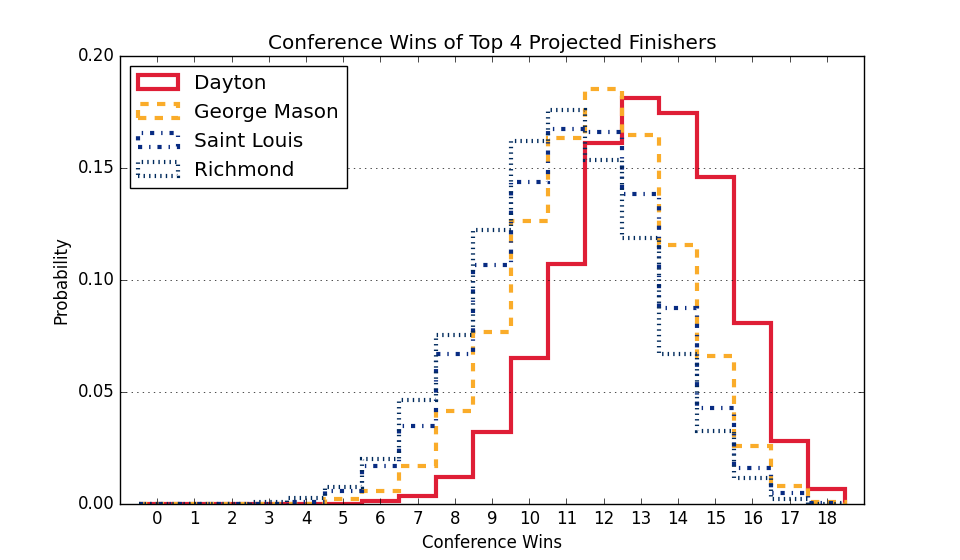 Conference Wins of Top 4 Projected Finishers
0.20
Dayton
George Mason
Saint Louis
Richmond
0.15
0.10
0.05
0.00
Probability
0 1 2 3 4 5 6 7 8 9 10 11 12 13 14 15 16 17 18
Conference Wins